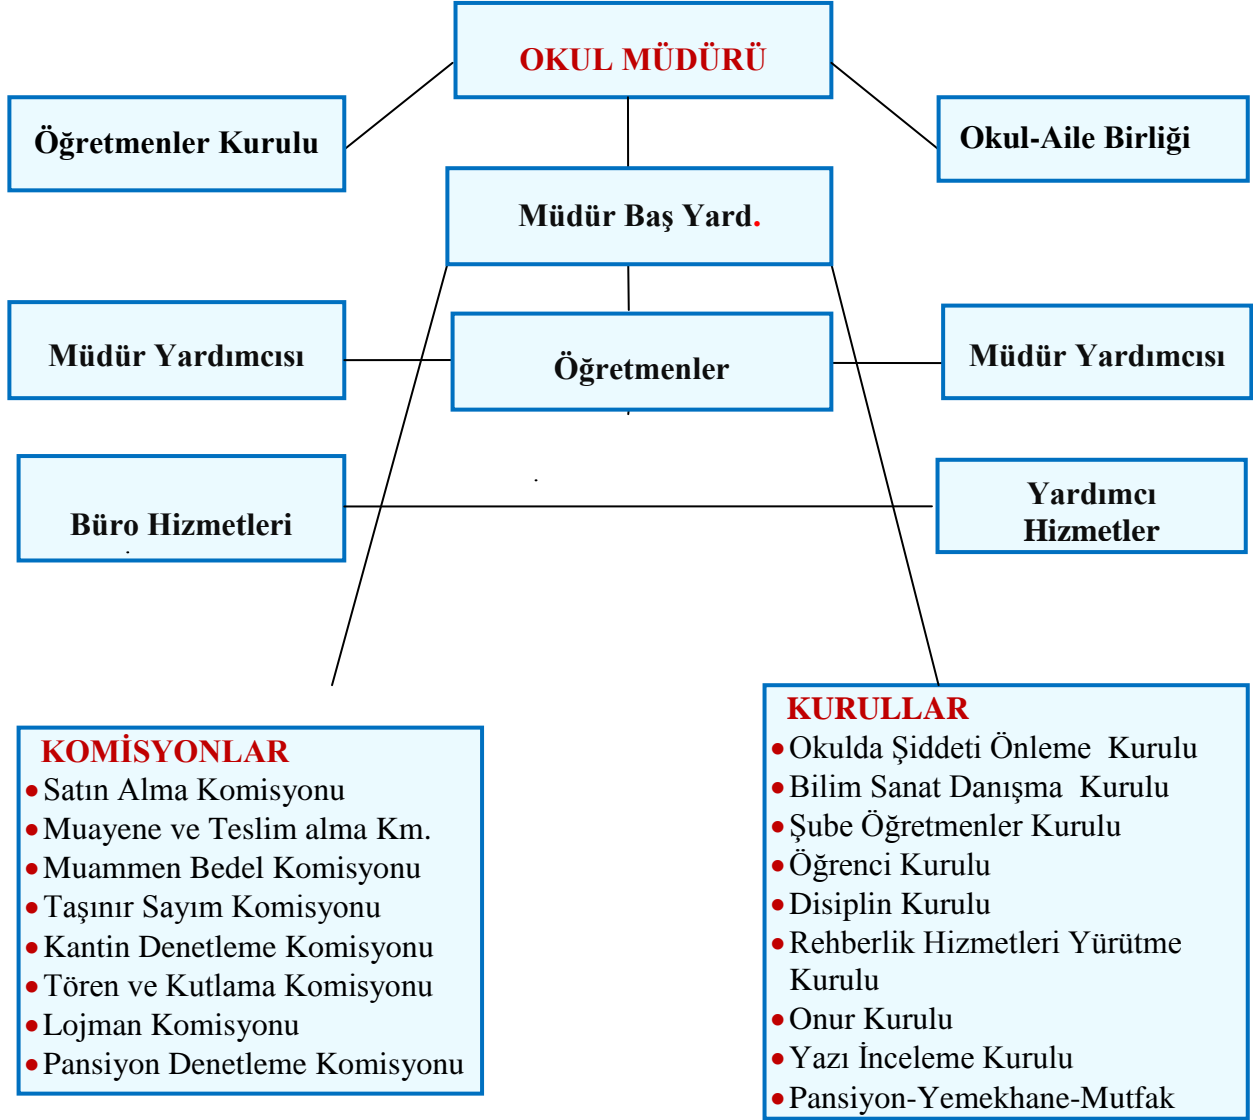 OKUL MÜDÜRÜ
Öğretmenler Kurulu
Okul-Aile Birliği
Müdür Baş Yard.
Müdür Yardımcısı
Öğretmenler
Müdür Yardımcısı
Büro Hizmetleri
Yardımcı
Hizmetler
KOMİSYONLAR
•Satın Alma Komisyonu
•Muayene ve Teslim alma Km.
•Muammen Bedel Komisyonu
•Taşınır Sayım Komisyonu
•Kantin Denetleme Komisyonu
•Tören ve Kutlama Komisyonu
•Lojman Komisyonu
•Pansiyon Denetleme Komisyonu
KURULLAR
•Okulda Şiddeti Önleme  Kurulu
•Bilim Sanat Danışma  Kurulu
•Şube Öğretmenler Kurulu
•Öğrenci Kurulu
•Disiplin Kurulu
•Rehberlik Hizmetleri Yürütme
Kurulu
•Onur Kurulu
•Yazı İnceleme Kurulu
•Pansiyon-Yemekhane-Mutfak